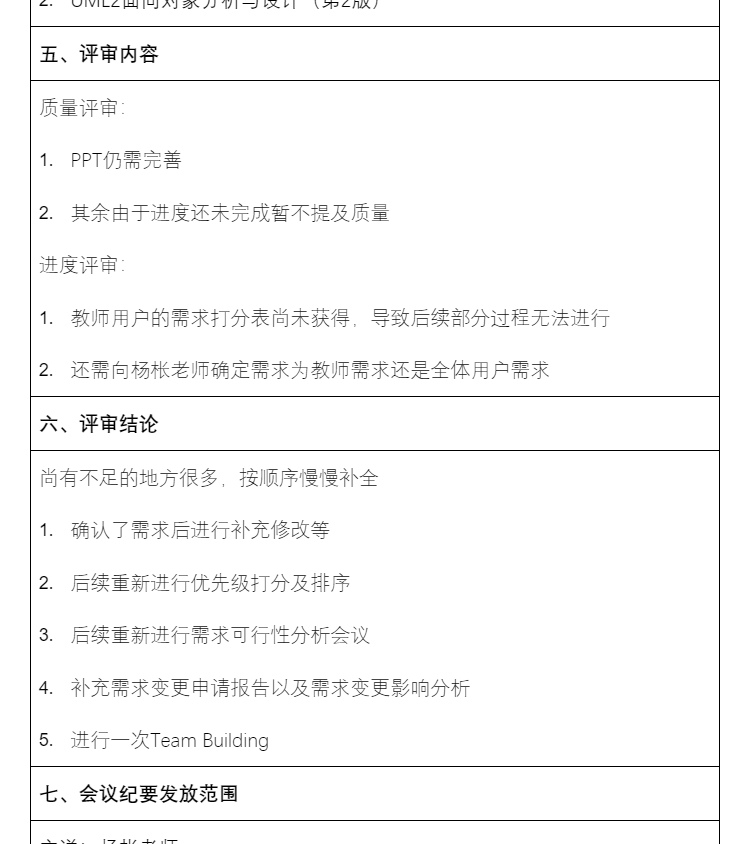 2. UML2面向对象分析与设计（第2版）
五、评审内容
质量评审：
1. PPT仍需完善
2. 其余由于进度还未完成暂不提及质量
进度评审：
1. 教师用户的需求打分表尚未获得，导致后续部分过程无法进行
2. 还需向杨枨老师确定需求为教师需求还是全体用户需求
六、评审结论
尚有不足的地方很多，按顺序慢慢补全
1. 确认了需求后进行补充修改等
2. 后续重新进行优先级打分及排序
3. 后续重新进行需求可行性分析会议
4. 补充需求变更申请报告以及需求变更影响分析
5. 进行一次Team Building
七、会议纪要发放范围
主送：杨枨老师